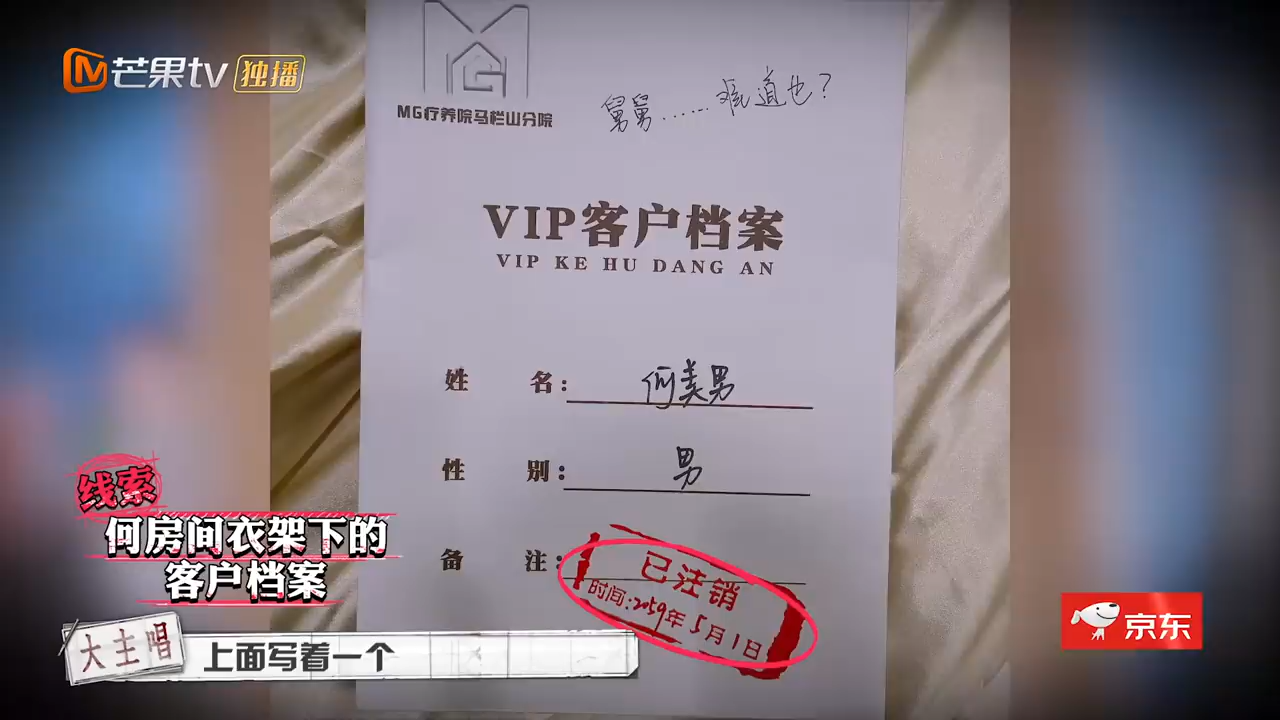 芒果tv 独播
MG疗养院马栏山分院
舅舅……难道也?
VIP客户档案
VIP KE HU DANG AN
姓 名: 何美男
性 别: 男
备 注:
已注销
时间:2059年5月1日
线索
何房间衣架下的
客户档案
大主唱 上面写着一个
京东